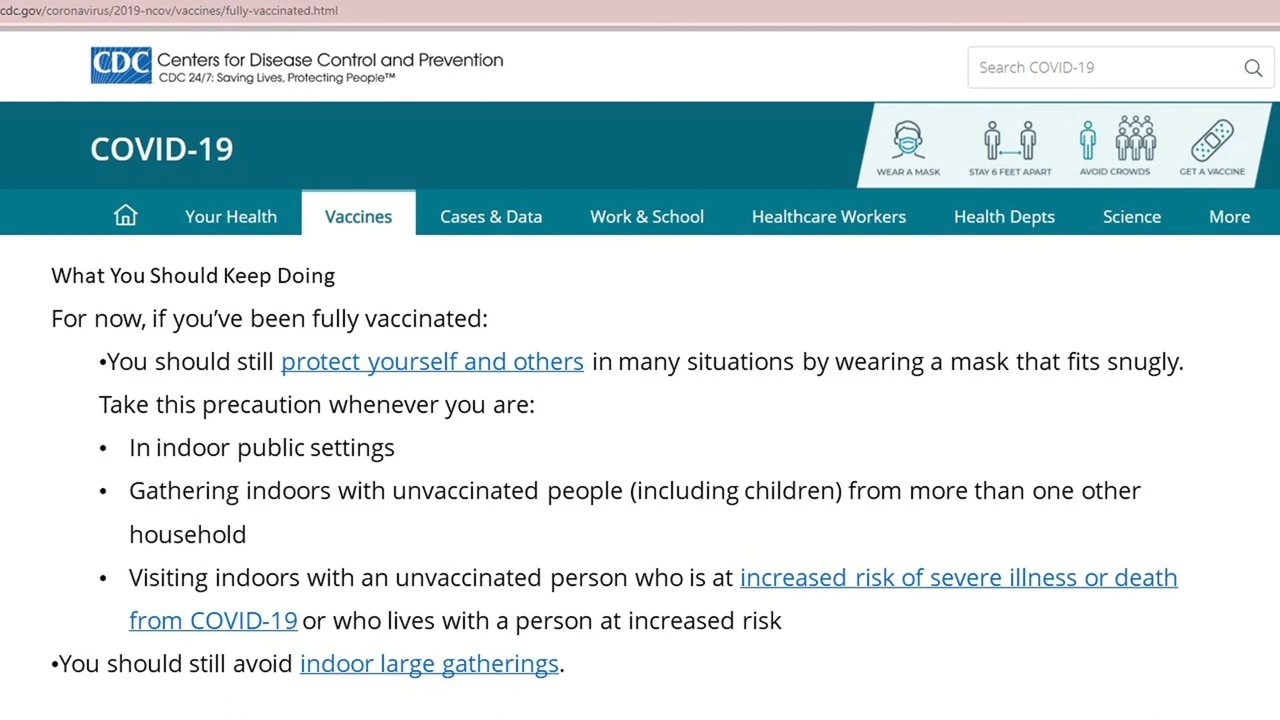 cdc.gov/coronavirus/2019-ncov/vaccines/fully-vaccinated.html
CDC Centers for Disease Control and Prevention
CDC 24/7: Saving Lives, Protecting People™
Search COVID-19
COVID-19
WEAR A MASK STAY 6 FEET APART AVOID CROWDS GET A VACCINE
Your Health Vaccines Cases & Data Work & School Healthcare Workers Health Depts Science More
What You Should Keep Doing
For now, if you’ve been fully vaccinated:
•You should still protect yourself and others in many situations by wearing a mask that fits snugly.
Take this precaution whenever you are:
• In indoor public settings
• Gathering indoors with unvaccinated people (including children) from more than one other
household
• Visiting indoors with an unvaccinated person who is at increased risk of severe illness or death
from COVID-19 or who lives with a person at increased risk
•You should still avoid indoor large gatherings.